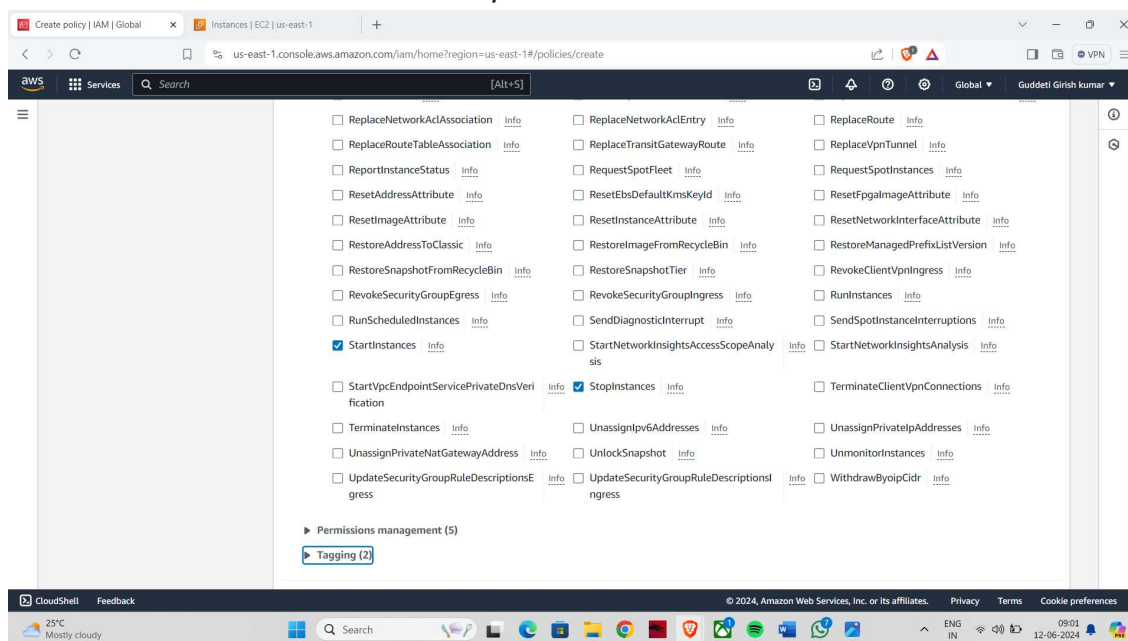 Create policy | IAM | Global
Instances | EC2 | us-east-1
us-east-1.console.aws.amazon.com/iam/home?region=us-east-1#/policies/create
VPN
aws
Services
Search
[Alt+S]
Global
Guddeti Girish kumar
ReplaceNetworkAclAssociation Info
ReplaceNetworkAclEntry Info
ReplaceRoute Info
ReplaceRouteTableAssociation Info
ReplaceTransitGatewayRoute Info
ReplaceVpnTunnel Info
ReportInstanceStatus Info
RequestSpotFleet Info
RequestSpotInstances Info
ResetAddressAttribute Info
ResetEbsDefaultKmsKeyId Info
ResetFpgaImageAttribute Info
ResetImageAttribute Info
ResetInstanceAttribute Info
ResetNetworkInterfaceAttribute Info
RestoreAddressToClassic Info
RestoreImageFromRecycleBin Info
RestoreManagedPrefixListVersion Info
RestoreSnapshotFromRecycleBin Info
RestoreSnapshotTier Info
RevokeClientVpnIngress Info
RevokeSecurityGroupEgress Info
RevokeSecurityGroupIngress Info
RunInstances Info
RunScheduledInstances Info
SendDiagnosticInterrupt Info
SendSpotInstanceInterruptions Info
StartInstances Info
StartNetworkInsightsAccessScopeAnaly Info
sis
StartNetworkInsightsAnalysis Info
StartVpcEndpointServicePrivateDnsVeri Info
fication
StopInstances Info
TerminateClientVpnConnections Info
TerminateInstances Info
UnassignIpv6Addresses Info
UnassignPrivateIpAddresses Info
UnassignPrivateNatGatewayAddress Info
UnlockSnapshot Info
UnmonitorInstances Info
UpdateSecurityGroupRuleDescriptionsE Info
gress
UpdateSecurityGroupRuleDescriptionsI Info
ngress
WithdrawByoipCidr Info
Permissions management (5)
Tagging (2)
CloudShell
Feedback
© 2024, Amazon Web Services, Inc. or its affiliates.
Privacy
Terms
Cookie preferences
25°C
Mostly cloudy
Search
ENG
IN
09:01
12-06-2024